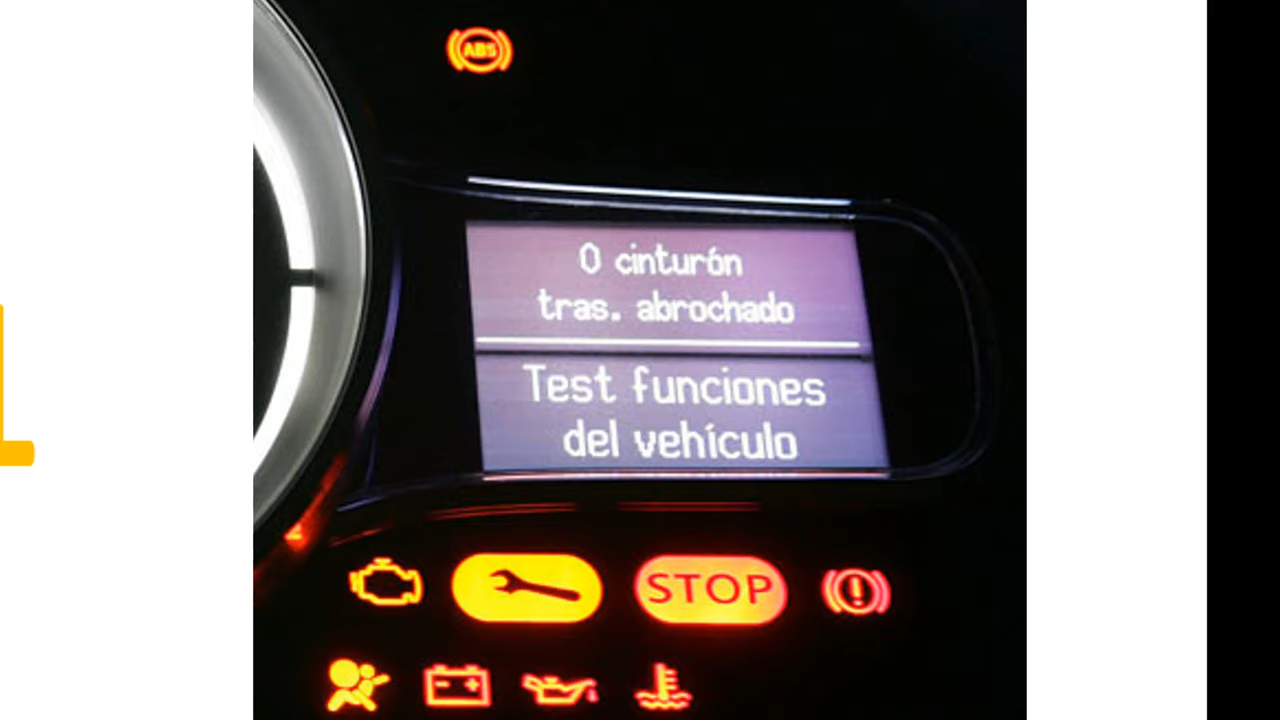 ABS
0 cinturón
tras. abrochado
Test funciones
del vehículo
STOP